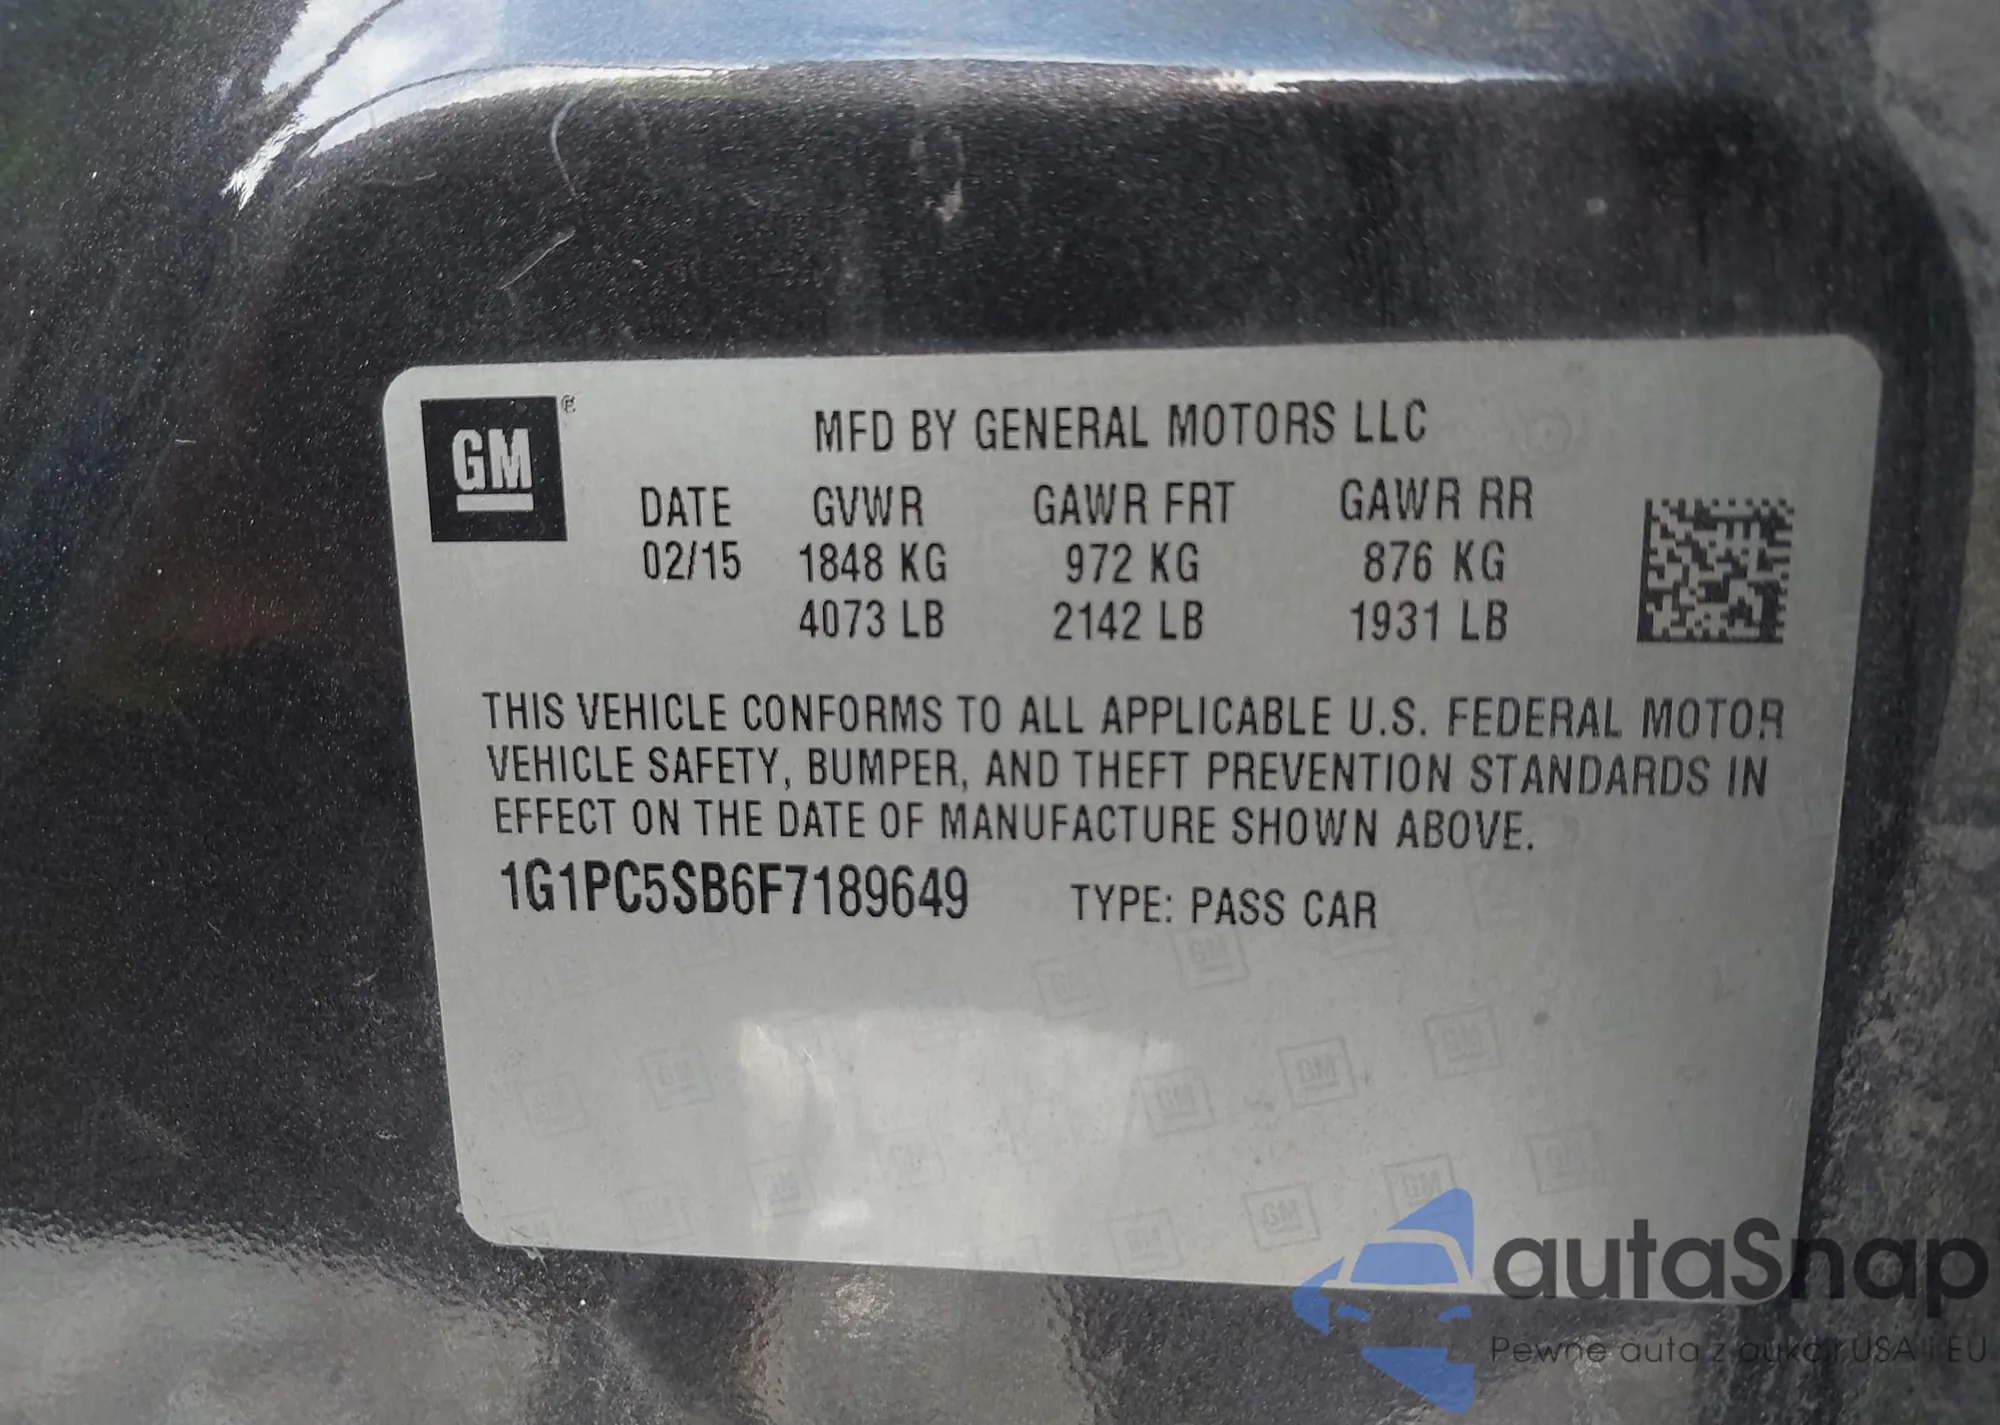 GM ®
MFD BY GENERAL MOTORS LLC
DATE GVWR GAWR FRT GAWR RR
02/15 1848 KG 972 KG 876 KG
4073 LB 2142 LB 1931 LB
THIS VEHICLE CONFORMS TO ALL APPLICABLE U.S. FEDERAL MOTOR
VEHICLE SAFETY, BUMPER, AND THEFT PREVENTION STANDARDS IN
EFFECT ON THE DATE OF MANUFACTURE SHOWN ABOVE.
1G1PC5SB6F7189649 TYPE: PASS CAR
autaSnap
Pewne auta z aukcji USA i EU